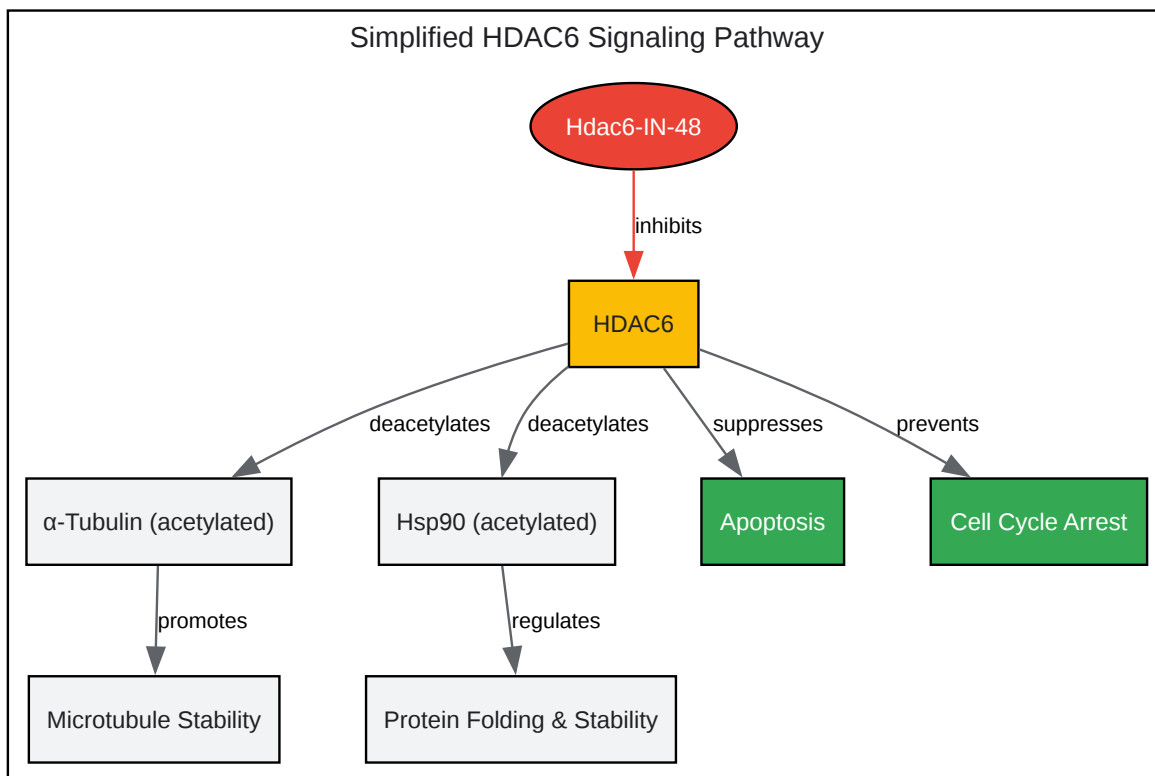 Simplified HDAC6 Signaling Pathway
Hdac6-IN-48
inhibits
HDAC6
deacetylates
deacetylates
suppresses
prevents
α-Tubulin (acetylated)
Hsp90 (acetylated)
Apoptosis
Cell Cycle Arrest
promotes
regulates
Microtubule Stability
Protein Folding & Stability